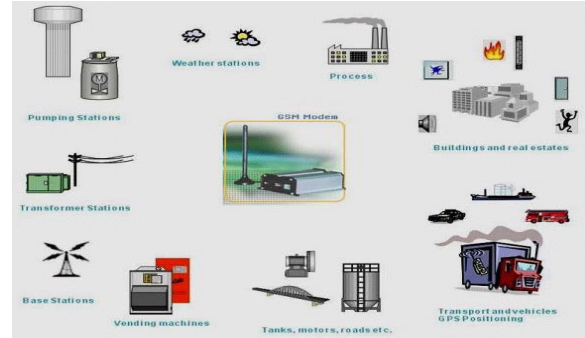 Weather stations
Process
Pumping Stations
GSM Modem
Buildings and real estates
Transformer Stations
Base Stations
Vending machines
Tanks, motors, roads etc.
Transport and vehicles
GPS Positioning